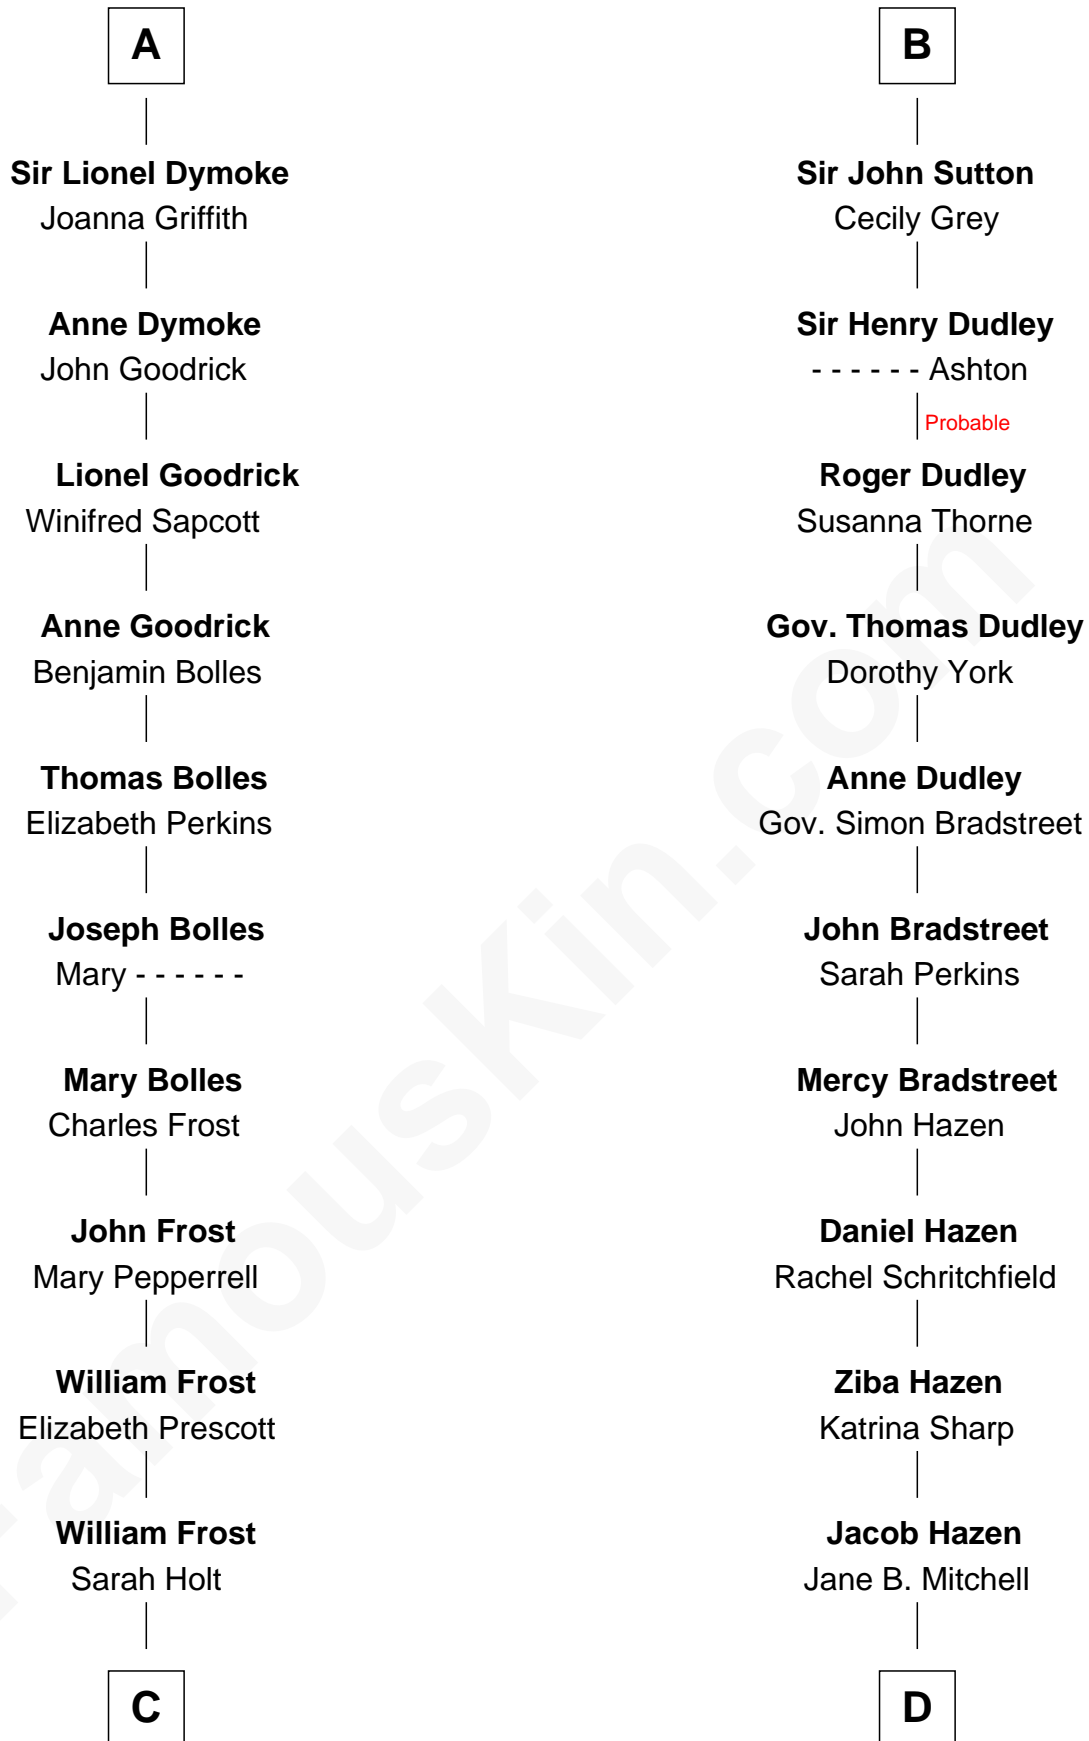 A
Sir Lionel Dymoke
Joanna Griffith
Anne Dymoke
John Goodrick
Lionel Goodrick
Winifred Sapcott
Anne Goodrick
Benjamin Bolles
Thomas Bolles
Elizabeth Perkins
Joseph Bolles
Mary - - - - - -
Mary Bolles
Charles Frost
John Frost
Mary Pepperrell
William Frost
Elizabeth Prescott
William Frost
Sarah Holt
C
B
Sir John Sutton
Cecily Grey
Sir Henry Dudley
- - - - - - Ashton
Probable
Roger Dudley
Susanna Thorne
Gov. Thomas Dudley
Dorothy York
Anne Dudley
Gov. Simon Bradstreet
John Bradstreet
Sarah Perkins
Mercy Bradstreet
John Hazen
Daniel Hazen
Rachel Schritchfield
Ziba Hazen
Katrina Sharp
Jacob Hazen
Jane B. Mitchell
D
FamousKin.com